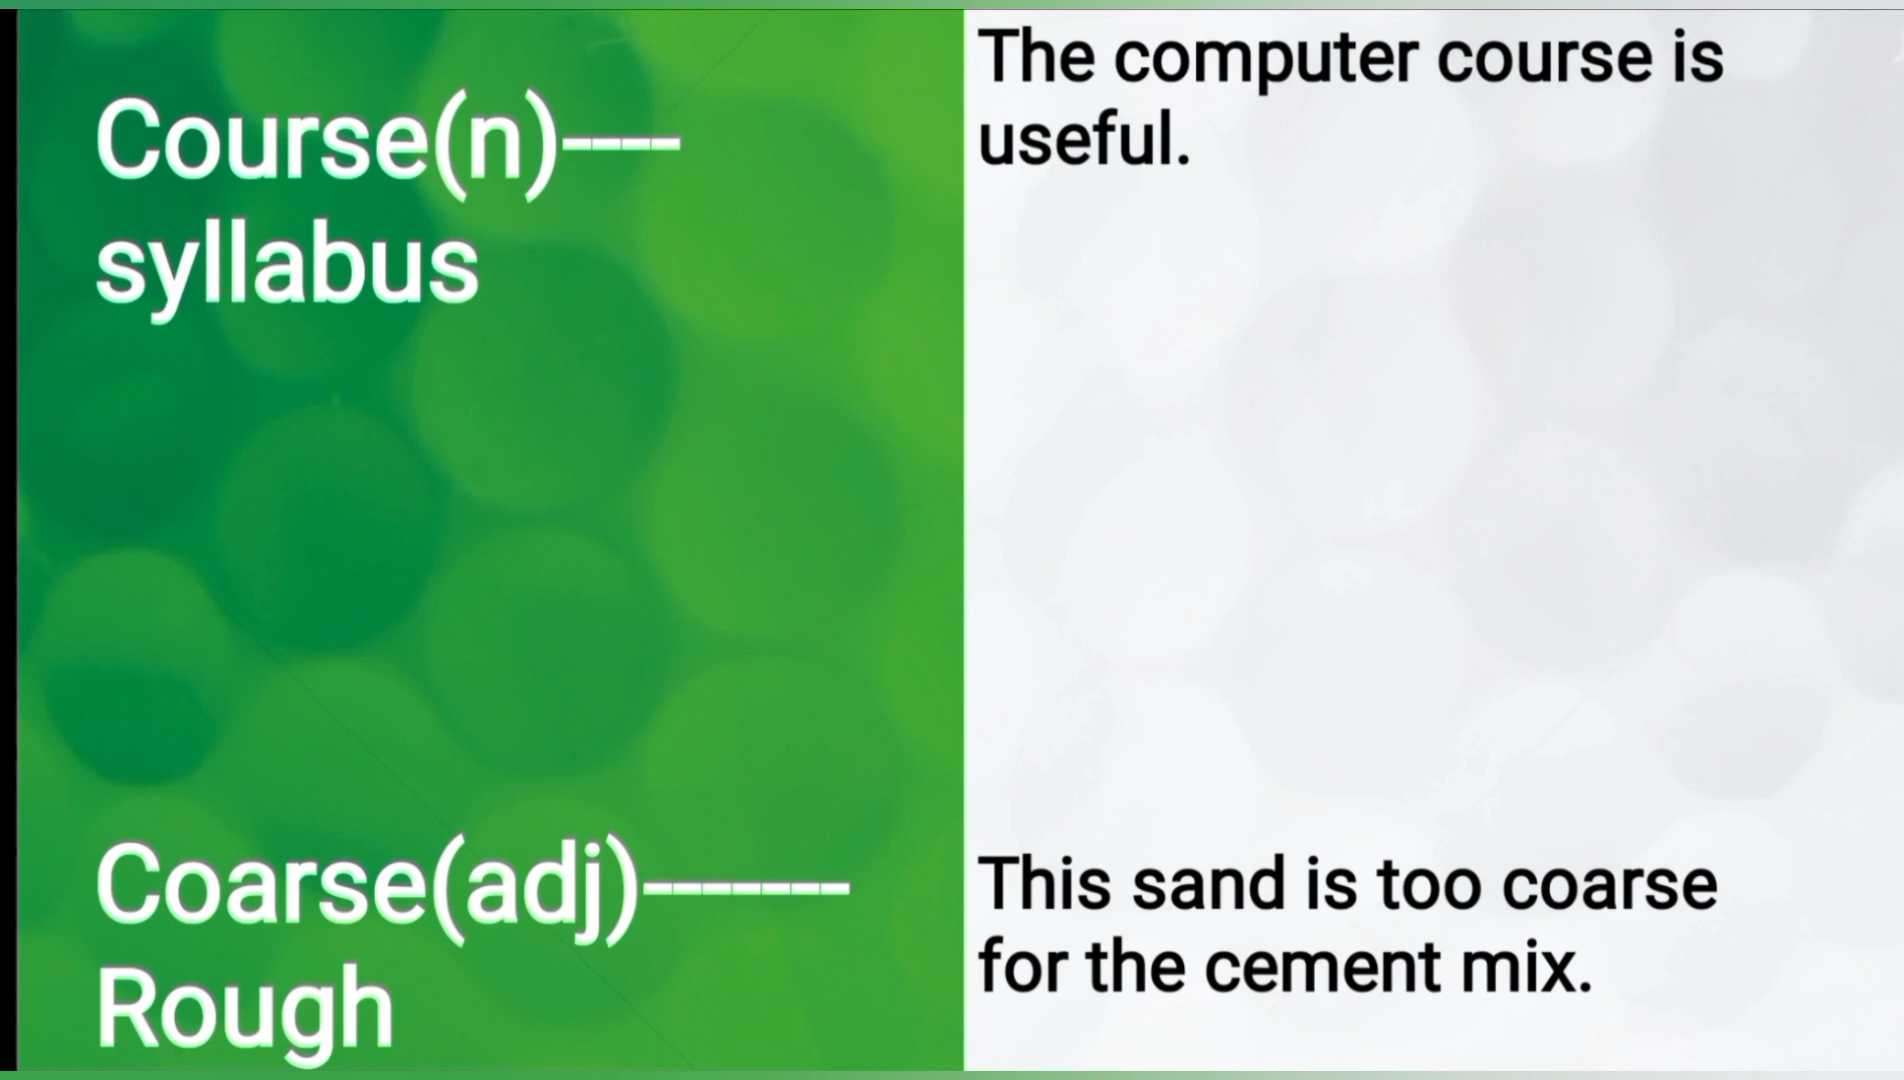 Course(n)----
syllabus
The computer course is
useful.
Coarse(adj)-------
Rough
This sand is too coarse
for the cement mix.